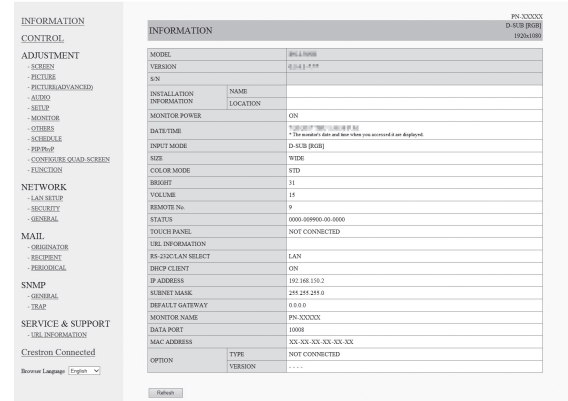 PN-XXXXX
D-SUB [RGB]
1920x1080
INFORMATION
CONTROL
ADJUSTMENT
- SCREEN
- PICTURE
- PICTURE(ADVANCED)
- AUDIO
- SETUP
- MONITOR
- OTHERS
- SCHEDULE
- PIP/PbyP
- CONFIGURE QUAD-SCREEN
- FUNCTION
NETWORK
- LAN SETUP
- SECURITY
- GENERAL
MAIL
- ORIGINATOR
- RECIPIENT
- PERIODICAL
SNMP
- GENERAL
- TRAP
SERVICE & SUPPORT
- URL INFORMATION
Crestron Connected
Browser Language English
INFORMATION
MODEL
VERSION
S/N
INSTALLATION INFORMATION NAME
LOCATION
MONITOR POWER ON
DATE/TIME
* The monitor's date and time when you accessed it are displayed.
INPUT MODE D-SUB [RGB]
SIZE WIDE
COLOR MODE STD
BRIGHT 31
VOLUME 15
REMOTE No. 9
STATUS 0000-009900-00-0000
TOUCH PANEL NOT CONNECTED
URL INFORMATION
RS-232C/LAN SELECT LAN
DHCP CLIENT ON
IP ADDRESS 192.168.150.2
SUBNET MASK 255.255.255.0
DEFAULT GATEWAY 0.0.0.0
MONITOR NAME PN-XXXXX
DATA PORT 10008
MAC ADDRESS XX-XX-XX-XX-XX-XX
OPTION TYPE NOT CONNECTED
VERSION - - - -
Refresh